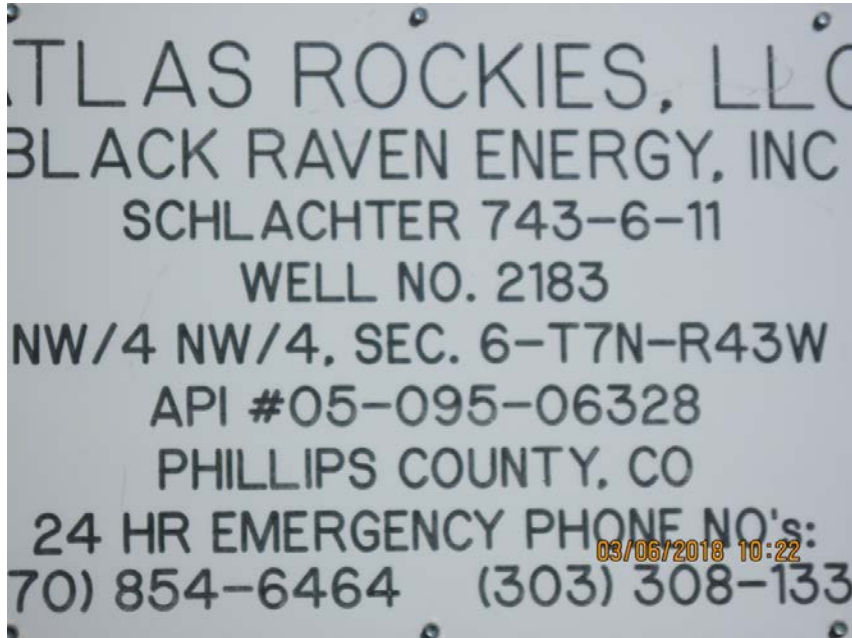 ATLAS ROCKIES, LLC
BLACK RAVEN ENERGY, INC
SCHLACHTER 743-6-11
WELL NO. 2183
NW/4 NW/4, SEC. 6-T7N-R43W
API #05-095-06328
PHILLIPS COUNTY, CO
24 HR EMERGENCY PHONE NO's:
03/06/2018 10:22
70) 854-6464 (303) 308-133